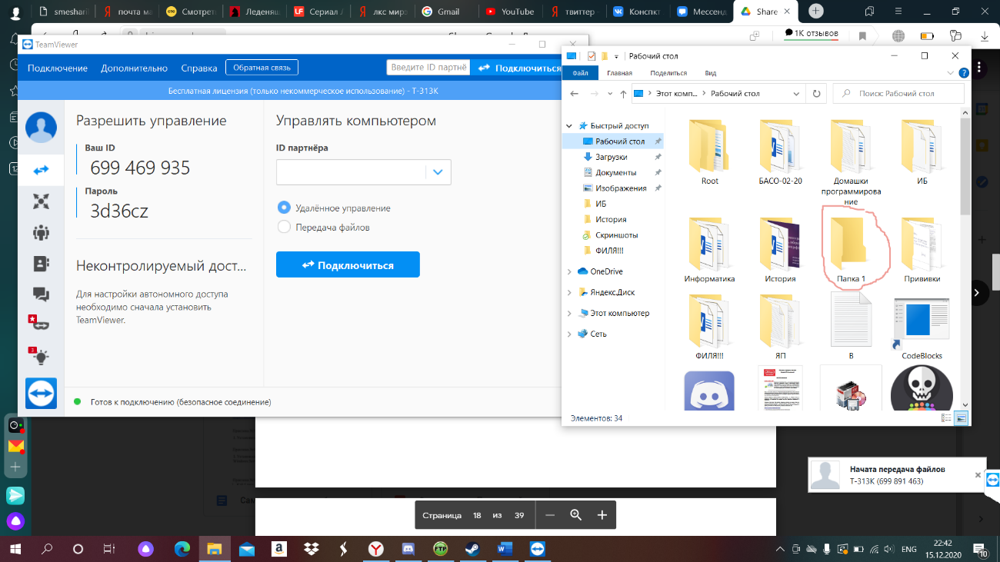 smeshari
почта ма
Смотрет
Леденящ
Сериал Л
лкс мирэ
Gmail
YouTube
твиттер
Конспкт
Мессенд
Share
1К отзывов
TeamViewer
Подключение
Дополнительно
Справка
Обратная связь
Введите ID партнё
Подключиться
Бесплатная лицензия (только некоммерческое использование) - T-313K
Разрешить управление
Ваш ID
699 469 935
Пароль
3d36cz
Неконтролируемый дост...
Для настройки автономного доступа
необходимо сначала установить
TeamViewer.
Управлять компьютером
ID партнёра
Удалённое управление
Передача файлов
Подключиться
Готов к подключению (безопасное соединение)
Рабочий стол
Файл
Главная
Поделиться
Вид
Этот комп...
Рабочий стол
Поиск: Рабочий стол
Быстрый доступ
Рабочий стол
Загрузки
Документы
Изображения
ИБ
История
Скриншоты
ФИЛЯ!!!
OneDrive
Яндекс.Диск
Этот компьютер
Сеть
Root
БАСО-02-20
Домашки
программирова
ние
ИБ
Информатика
История
Папка 1
Прививки
ФИЛЯ!!!
ЯП
В
CodeBlocks
Элементов: 34
Начата передача файлов
T-313K (699 891 463)
Страница 18 из 39
ENG
22:42
15.12.2020
10